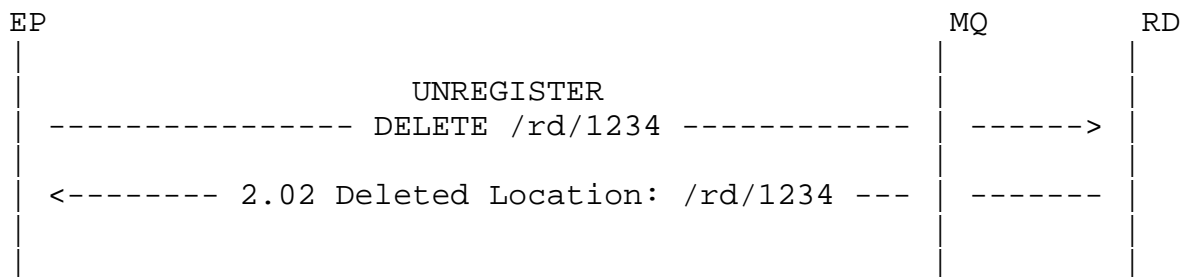 EP MQ RD
UNREGISTER
---------------- DELETE /rd/1234 ------------ | ------>
<-------- 2.02 Deleted Location: /rd/1234 --- | -------